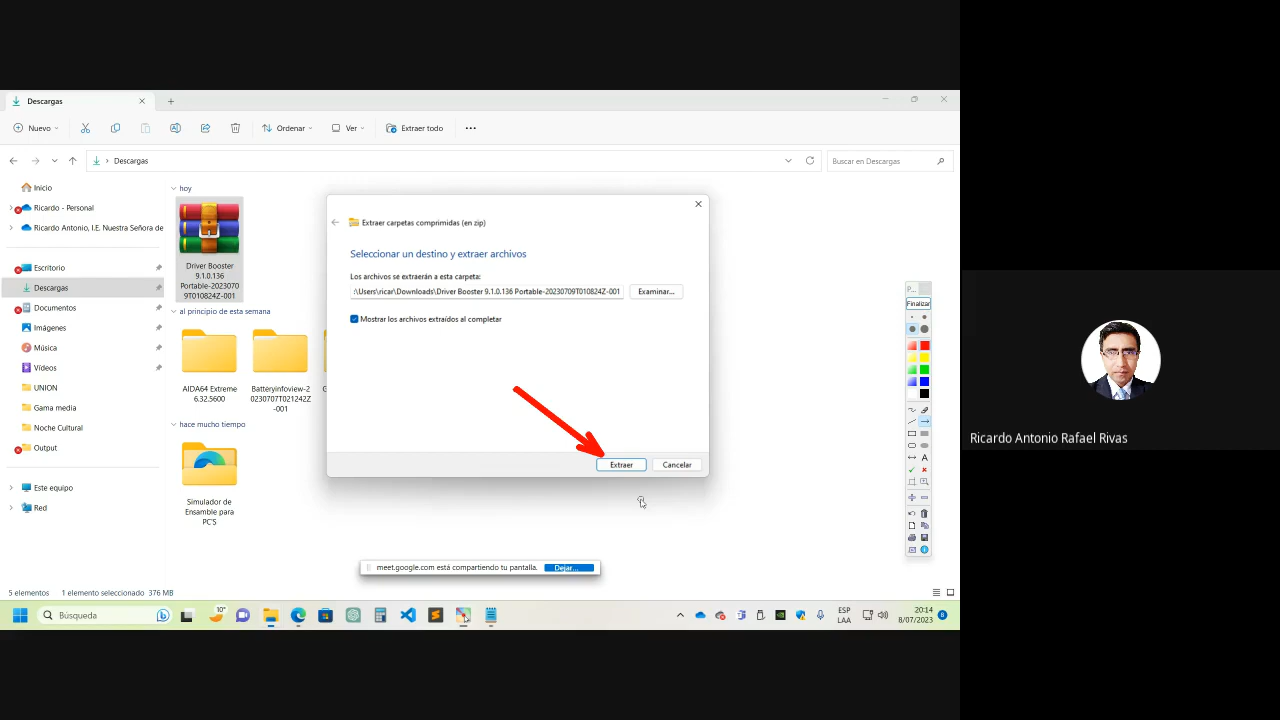 Descargas
Nuevo
Ordenar
Ver
Extraer todo
Descargas
Buscar en Descargas
Inicio
Ricardo - Personal
Ricardo Antonio, I.E. Nuestra Señora de
Escritorio
Descargas
Documentos
Imágenes
Música
Vídeos
UNION
Gama media
Noche Cultural
Output
Este equipo
Red
hoy
Driver Booster
9.1.0.136
Portable-2023070
9T010824Z-001
al principio de esta semana
AIDA64 Extreme
6.32.5600
Batteryinfoview-2
0230707T021242Z
-001
G
hace mucho tiempo
Simulador de
Ensamble para
PC'S
Extraer carpetas comprimidas (en zip)
Seleccionar un destino y extraer archivos
Los archivos se extraerán a esta carpeta:
:\Users\ricar\Downloads\Driver Booster 9.1.0.136 Portable-20230709T010824Z-001
Examinar...
Mostrar los archivos extraídos al completar
Extraer
Cancelar
P...
Finalizar
A
meet.google.com está compartiendo tu pantalla.
Dejar...
5 elementos
1 elemento seleccionado 376 MB
Búsqueda
10°
ESP
LAA
20:14
8/07/2023
8
Ricardo Antonio Rafael Rivas